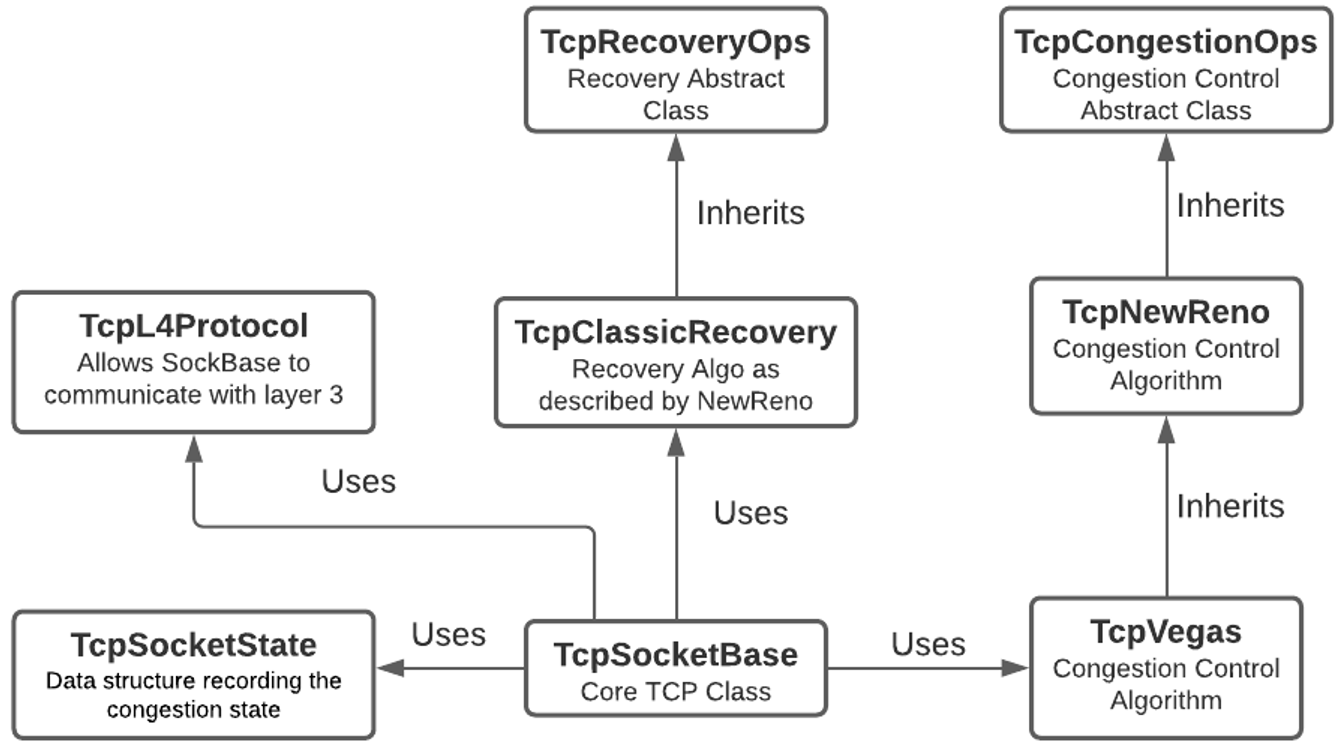 TcpRecoveryOps
Recovery Abstract
Class
TcpCongestionOps
Congestion Control
Abstract Class
Inherits
Inherits
TcpL4Protocol
Allows SockBase to
communicate with layer 3
TcpClassicRecovery
Recovery Algo as
described by NewReno
TcpNewReno
Congestion Control
Algorithm
Uses
Uses
Inherits
TcpSocketState
Data structure recording the
congestion state
Uses
TcpSocketBase
Core TCP Class
Uses
TcpVegas
Congestion Control
Algorithm